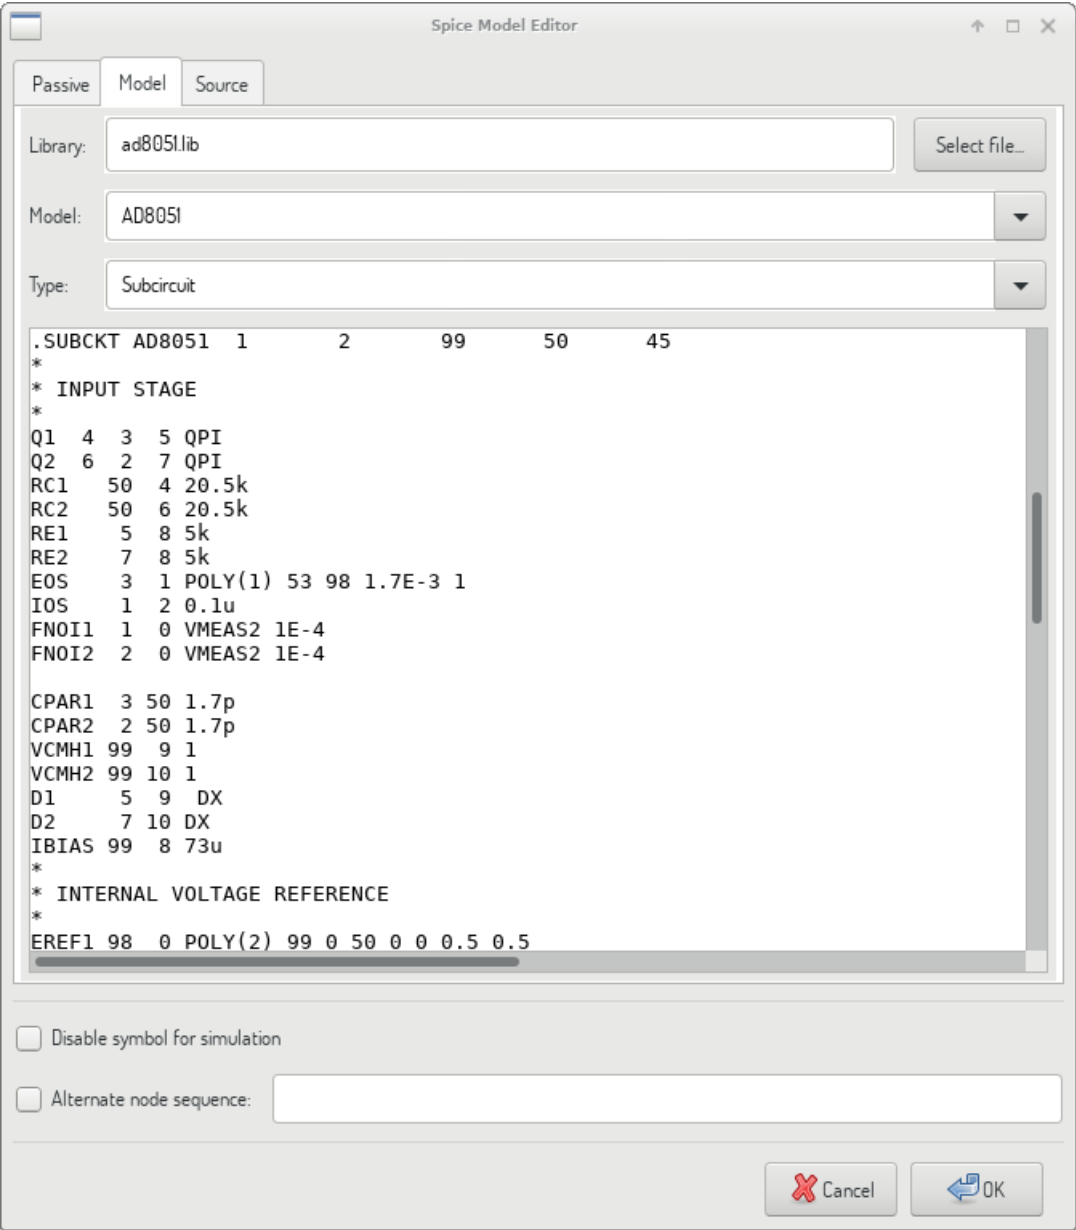 Spice Model Editor
Passive Model Source
Library: ad8051.lib Select file...
Model: AD8051
Type: Subcircuit
.SUBCKT AD8051  1       2       99      50      45
*
*  INPUT STAGE
*
Q1  4  3  5 QPI
Q2  6  2  7 QPI
RC1   50  4 20.5k
RC2   50  6 20.5k
RE1    5  8 5k
RE2    7  8 5k
EOS    3  1 POLY(1) 53 98 1.7E-3 1
IOS    1  2 0.1u
FNOI1  1  0 VMEAS2 1E-4
FNOI2  2  0 VMEAS2 1E-4
CPAR1  3 50 1.7p
CPAR2  2 50 1.7p
VCMH1 99  9 1
VCMH2 99 10 1
D1     5  9  DX
D2     7 10 DX
IBIAS 99  8 73u
*
*  INTERNAL VOLTAGE REFERENCE
*
EREF1 98  0 POLY(2) 99 0 50 0 0 0.5 0.5
Disable symbol for simulation
Alternate node sequence:
Cancel OK